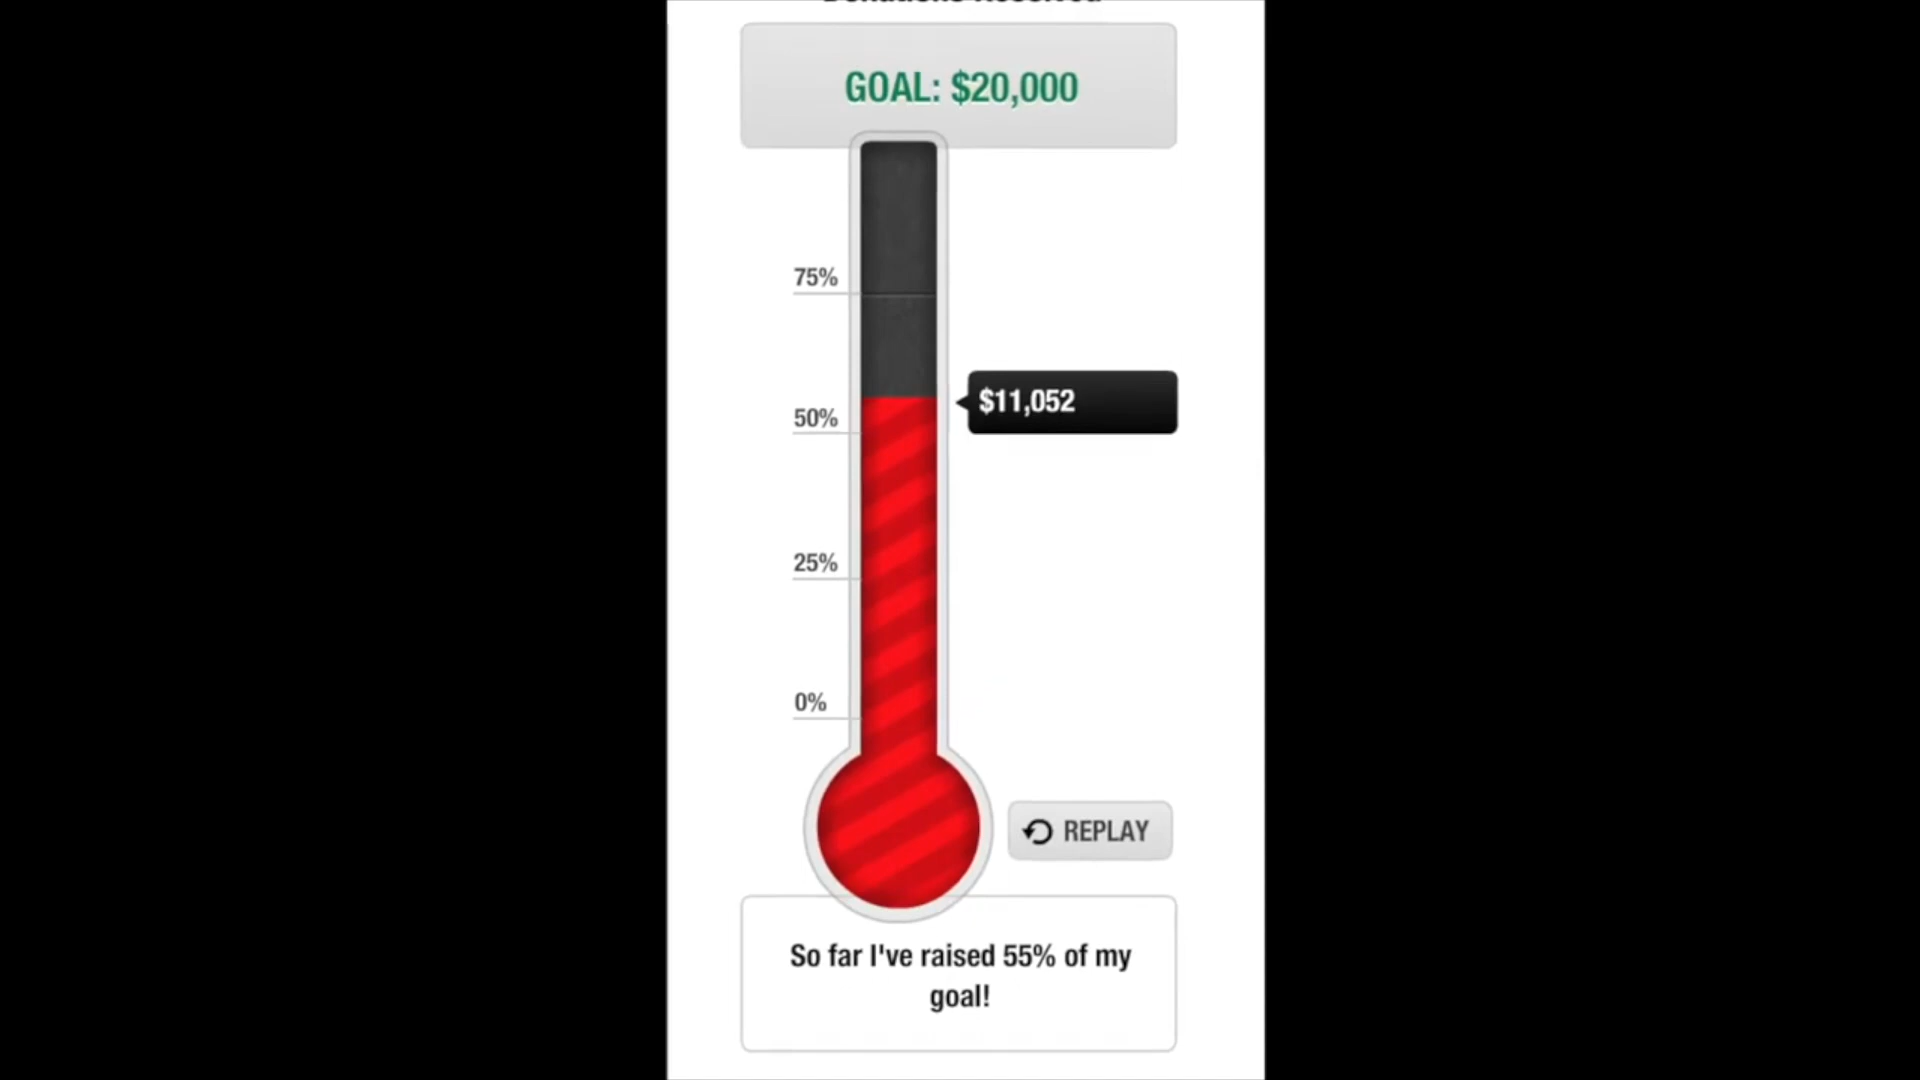 GOAL: $20,000
75%
$11,052
50%
25%
0%
REPLAY
So far I've raised 55% of my
goal!